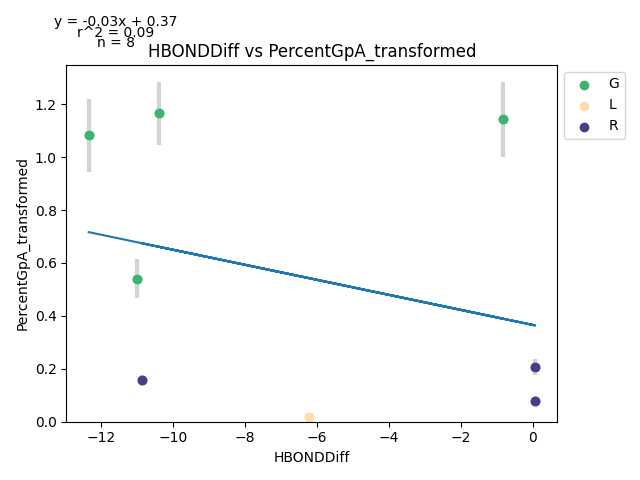 y = -0.03x + 0.37
r^2 = 0.09
n = 8
HBONDDiff vs PercentGpA_transformed
G
L
R
PercentGpA_transformed
1.2
1.0
0.8
0.6
0.4
0.2
0.0
−12 −10 −8 −6 −4 −2 0
HBONDDiff